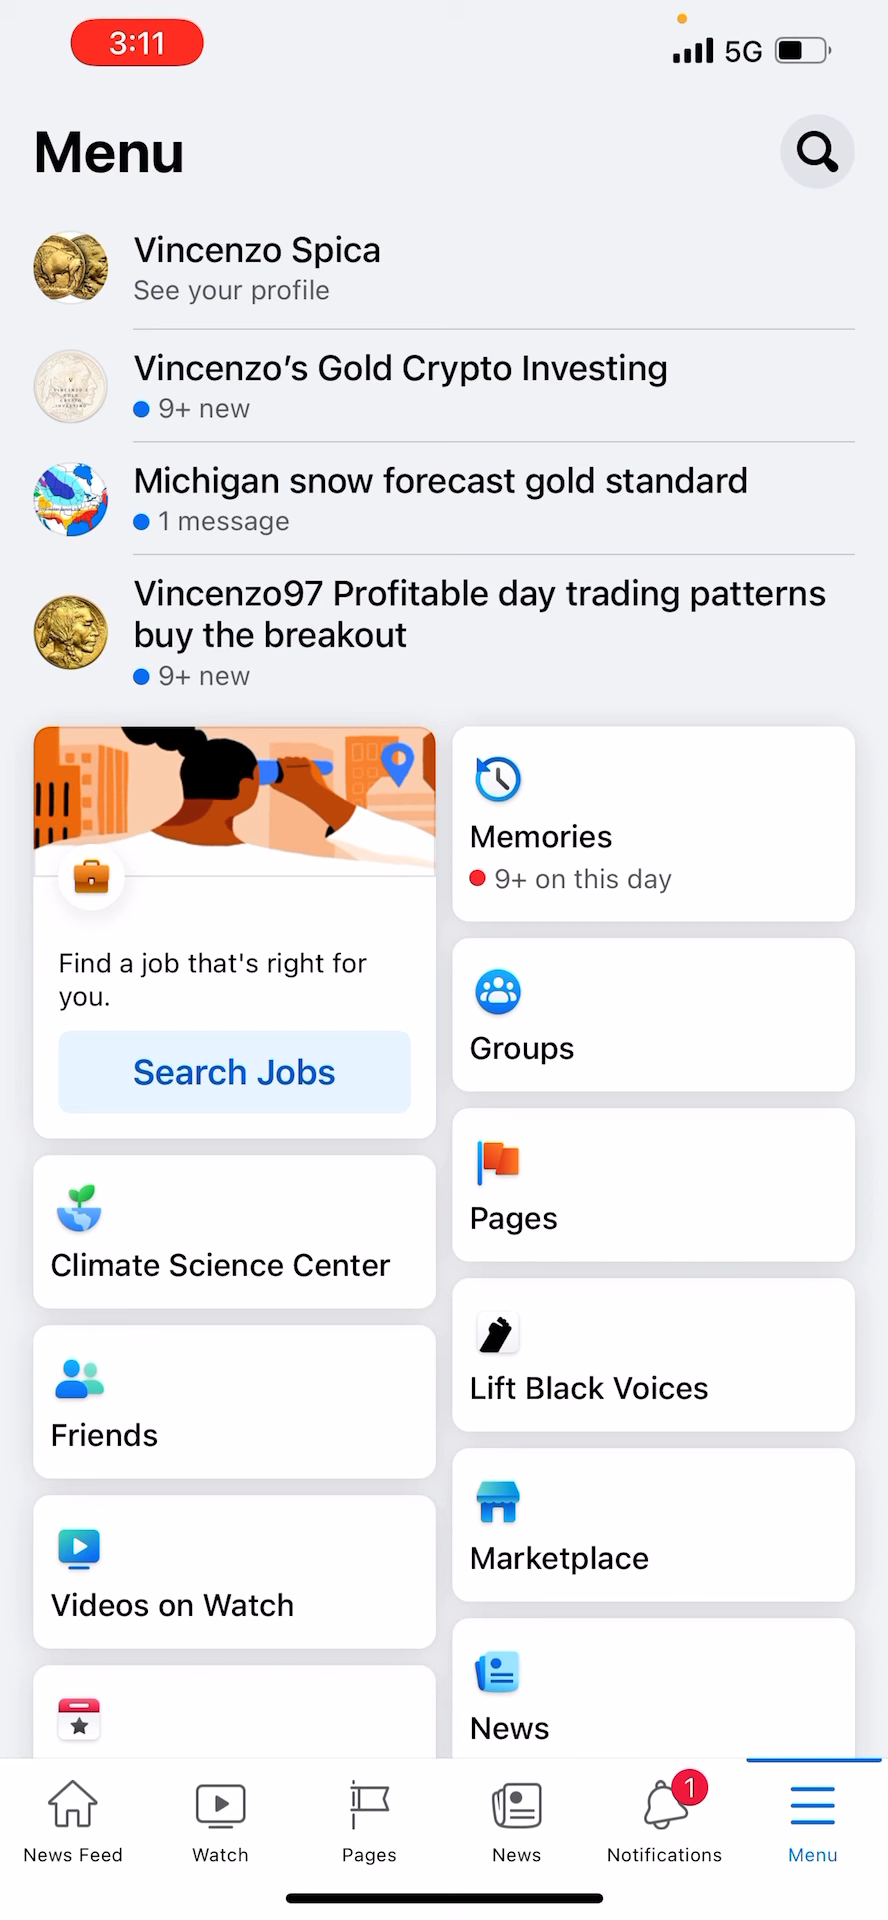 3:11
5G
Menu
Vincenzo Spica
See your profile
Vincenzo’s Gold Crypto Investing
9+ new
Michigan snow forecast gold standard
1 message
Vincenzo97 Profitable day trading patterns
buy the breakout
9+ new
Find a job that's right for
you.
Search Jobs
Climate Science Center
Friends
Videos on Watch
Memories
9+ on this day
Groups
Pages
Lift Black Voices
Marketplace
News
News Feed
Watch
Pages
News
1
Notifications
Menu